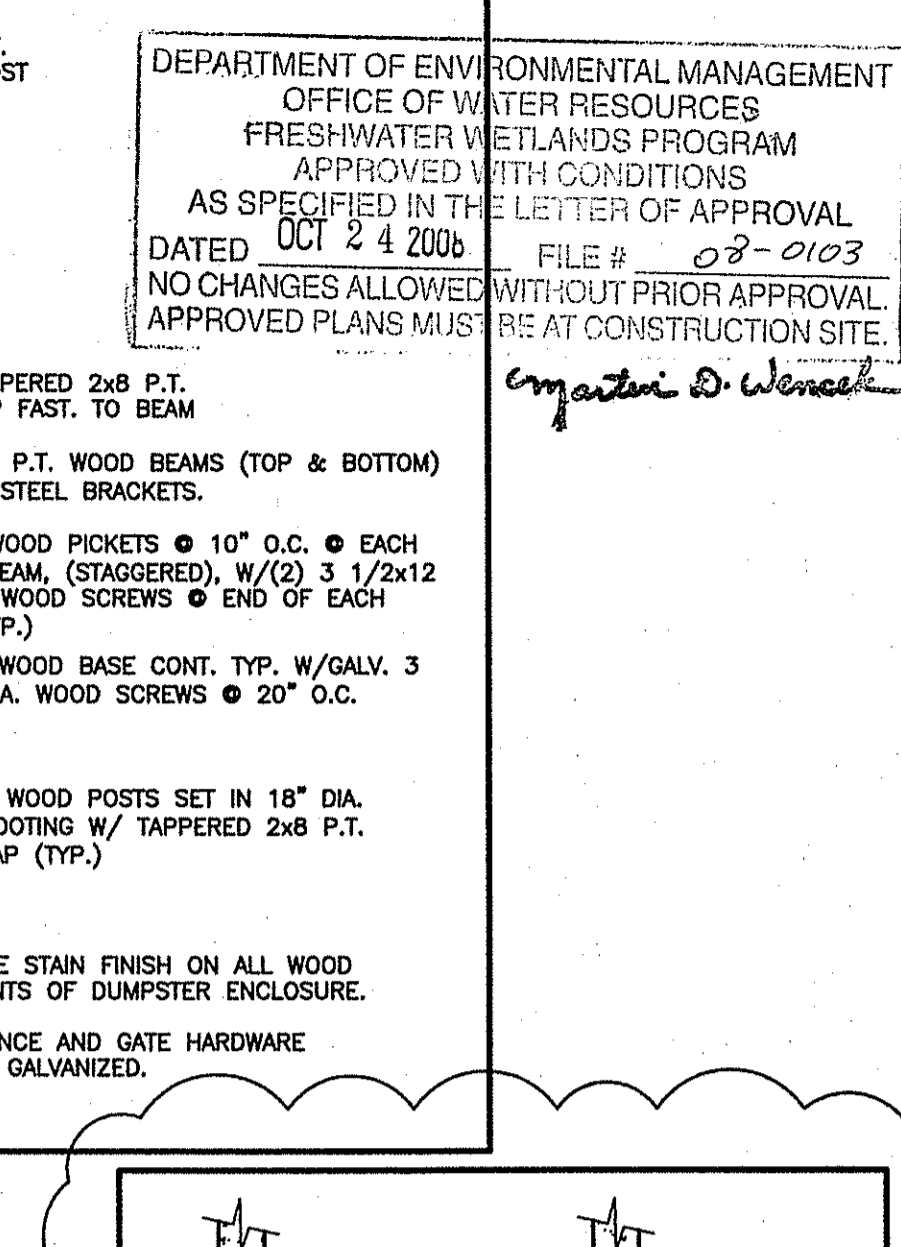 OST
DEPARTMENT OF ENVIRONMENTAL MANAGEMENT
OFFICE OF WATER RESOURCES
FRESHWATER WETLANDS PROGRAM
APPROVED WITH CONDITIONS
AS SPECIFIED IN THE LETTER OF APPROVAL
DATED OCT 2 4 FILE # 08-0103
NO CHANGES ALLOWED WITHOUT PRIOR APPROVAL.
APPROVED PLANS MUST BE AT CONSTRUCTION SITE.
Martin D. Wencek
PERED 2x8 P.T.
FAST. TO BEAM
P.T. WOOD BEAMS (TOP & BOTTOM)
STEEL BRACKETS.
WOOD PICKETS @ 10" O.C. @ EACH
EAM, (STAGGERED), W/(2) 3 1/2x12
WOOD SCREWS @ END OF EACH
P.)
WOOD BASE CONT. TYP. W/GALV. 3
A. WOOD SCREWS @ 20" O.C.
WOOD POSTS SET IN 18" DIA.
OOTING W/ TAPPERED 2x8 P.T.
AP (TYP.)
E STAIN FINISH ON ALL WOOD
NTS OF DUMPSTER ENCLOSURE.
NCE AND GATE HARDWARE
GALVANIZED.